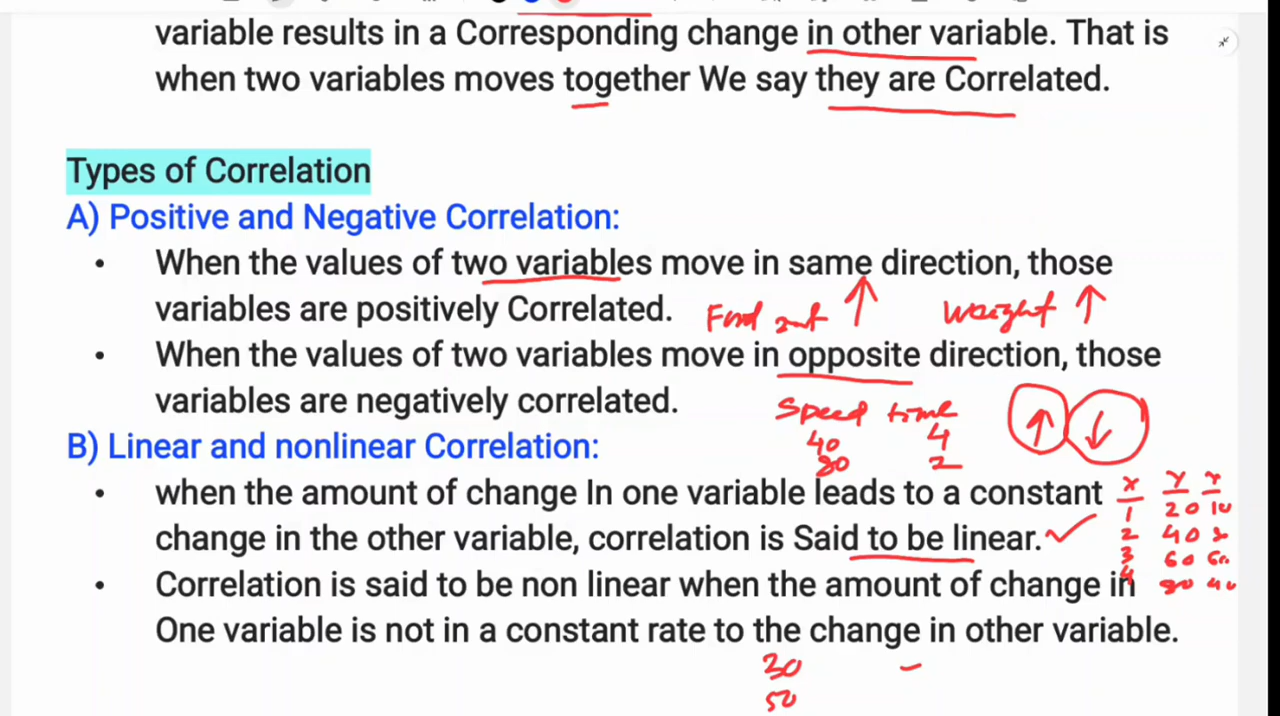 variable results in a Corresponding change in other variable. That is
when two variables moves together We say they are Correlated.
Types of Correlation
A) Positive and Negative Correlation:
• When the values of two variables move in same direction, those
variables are positively Correlated.
Weight ↑
• When the values of two variables move in opposite direction, those
variables are negatively correlated.
Speed time
40 4
80 2
↑ ↓
B) Linear and nonlinear Correlation:
• when the amount of change In one variable leads to a constant
change in the other variable, correlation is Said to be linear.
x y y
1 20 10
2 40
3 60 60
4 80 40
• Correlation is said to be non linear when the amount of change in
One variable is not in a constant rate to the change in other variable.
30 -
50